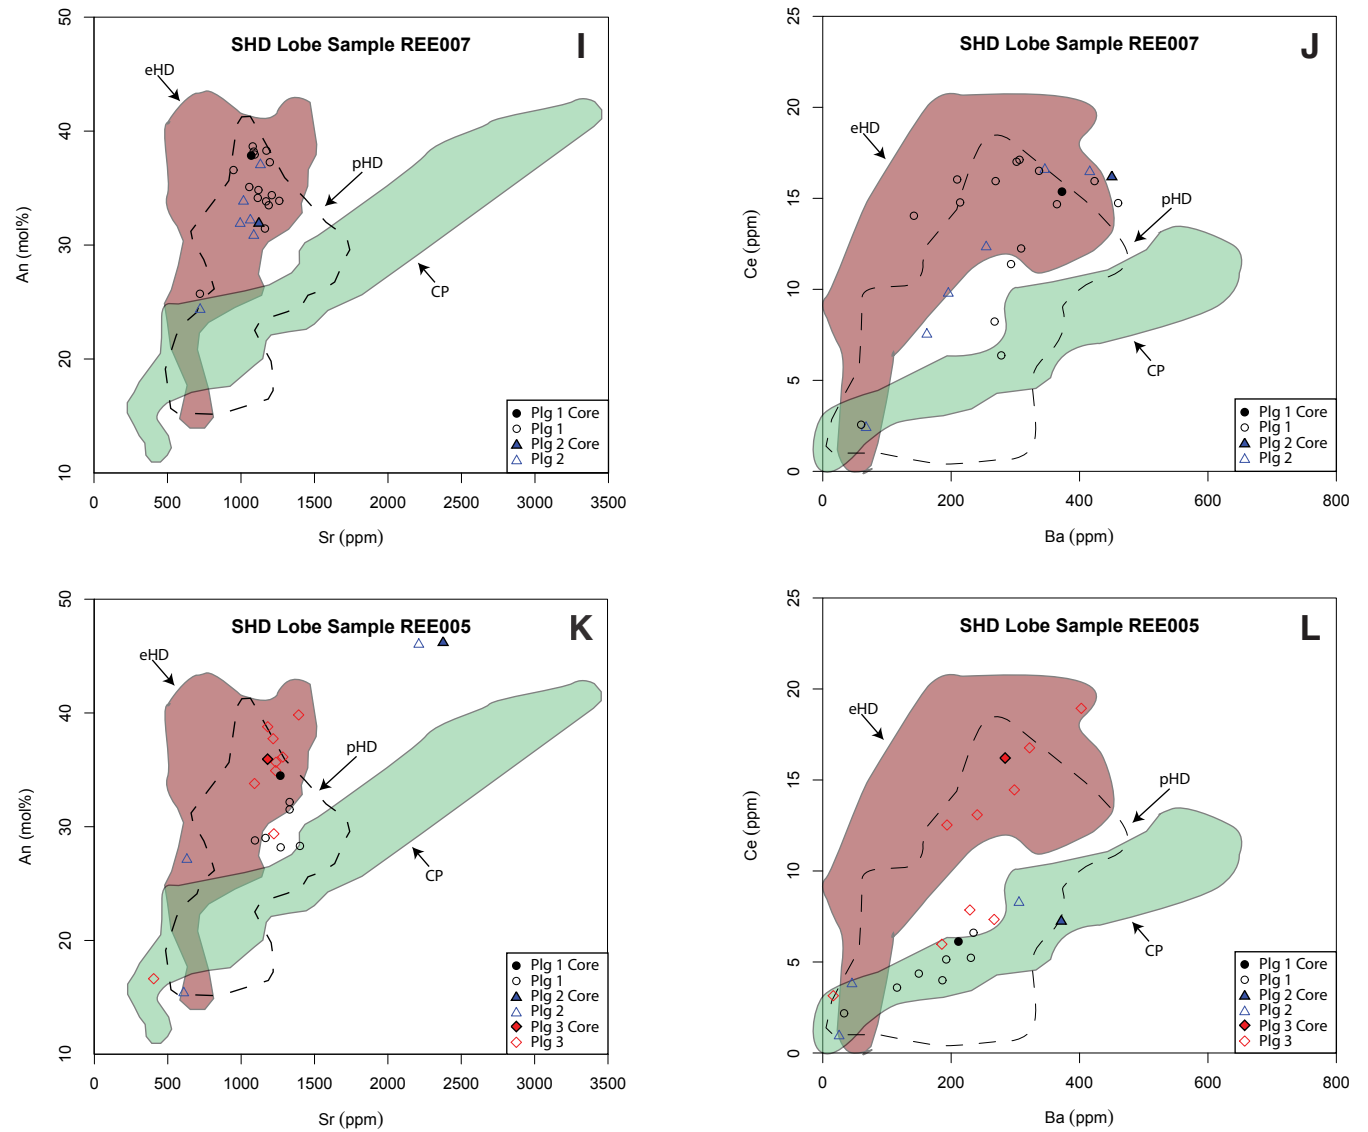 SHD Lobe Sample REE007
I
eHD
pHD
CP
An (mol%)
50
40
30
20
10
0
500
1000
1500
2000
2500
3000
3500
Sr (ppm)
Plg 1 Core
Plg 1
Plg 2 Core
Plg 2
SHD Lobe Sample REE007
J
eHD
pHD
CP
Ce (ppm)
25
20
15
10
5
0
0
200
400
600
800
Ba (ppm)
Plg 1 Core
Plg 1
Plg 2 Core
Plg 2
SHD Lobe Sample REE005
K
eHD
pHD
CP
An (mol%)
50
40
30
20
10
0
500
1000
1500
2000
2500
3000
3500
Sr (ppm)
Plg 1 Core
Plg 1
Plg 2 Core
Plg 2
Plg 3 Core
Plg 3
SHD Lobe Sample REE005
L
eHD
pHD
CP
Ce (ppm)
25
20
15
10
5
0
0
200
400
600
800
Ba (ppm)
Plg 1 Core
Plg 1
Plg 2 Core
Plg 2
Plg 3 Core
Plg 3